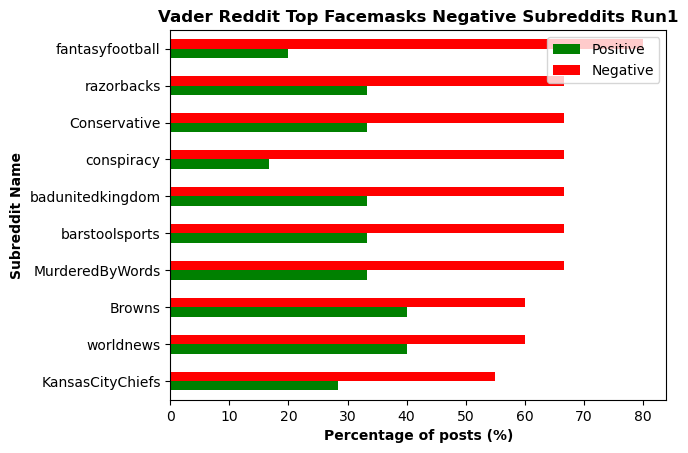 Vader Reddit Top Facemasks Negative Subreddits Run1
Positive
Negative
fantasyfootball
razorbacks
Conservative
conspiracy
badunitedkingdom
barstoolsports
MurderedByWords
Browns
worldnews
KansasCityChiefs
Subreddit Name
0 10 20 30 40 50 60 70 80
Percentage of posts (%)